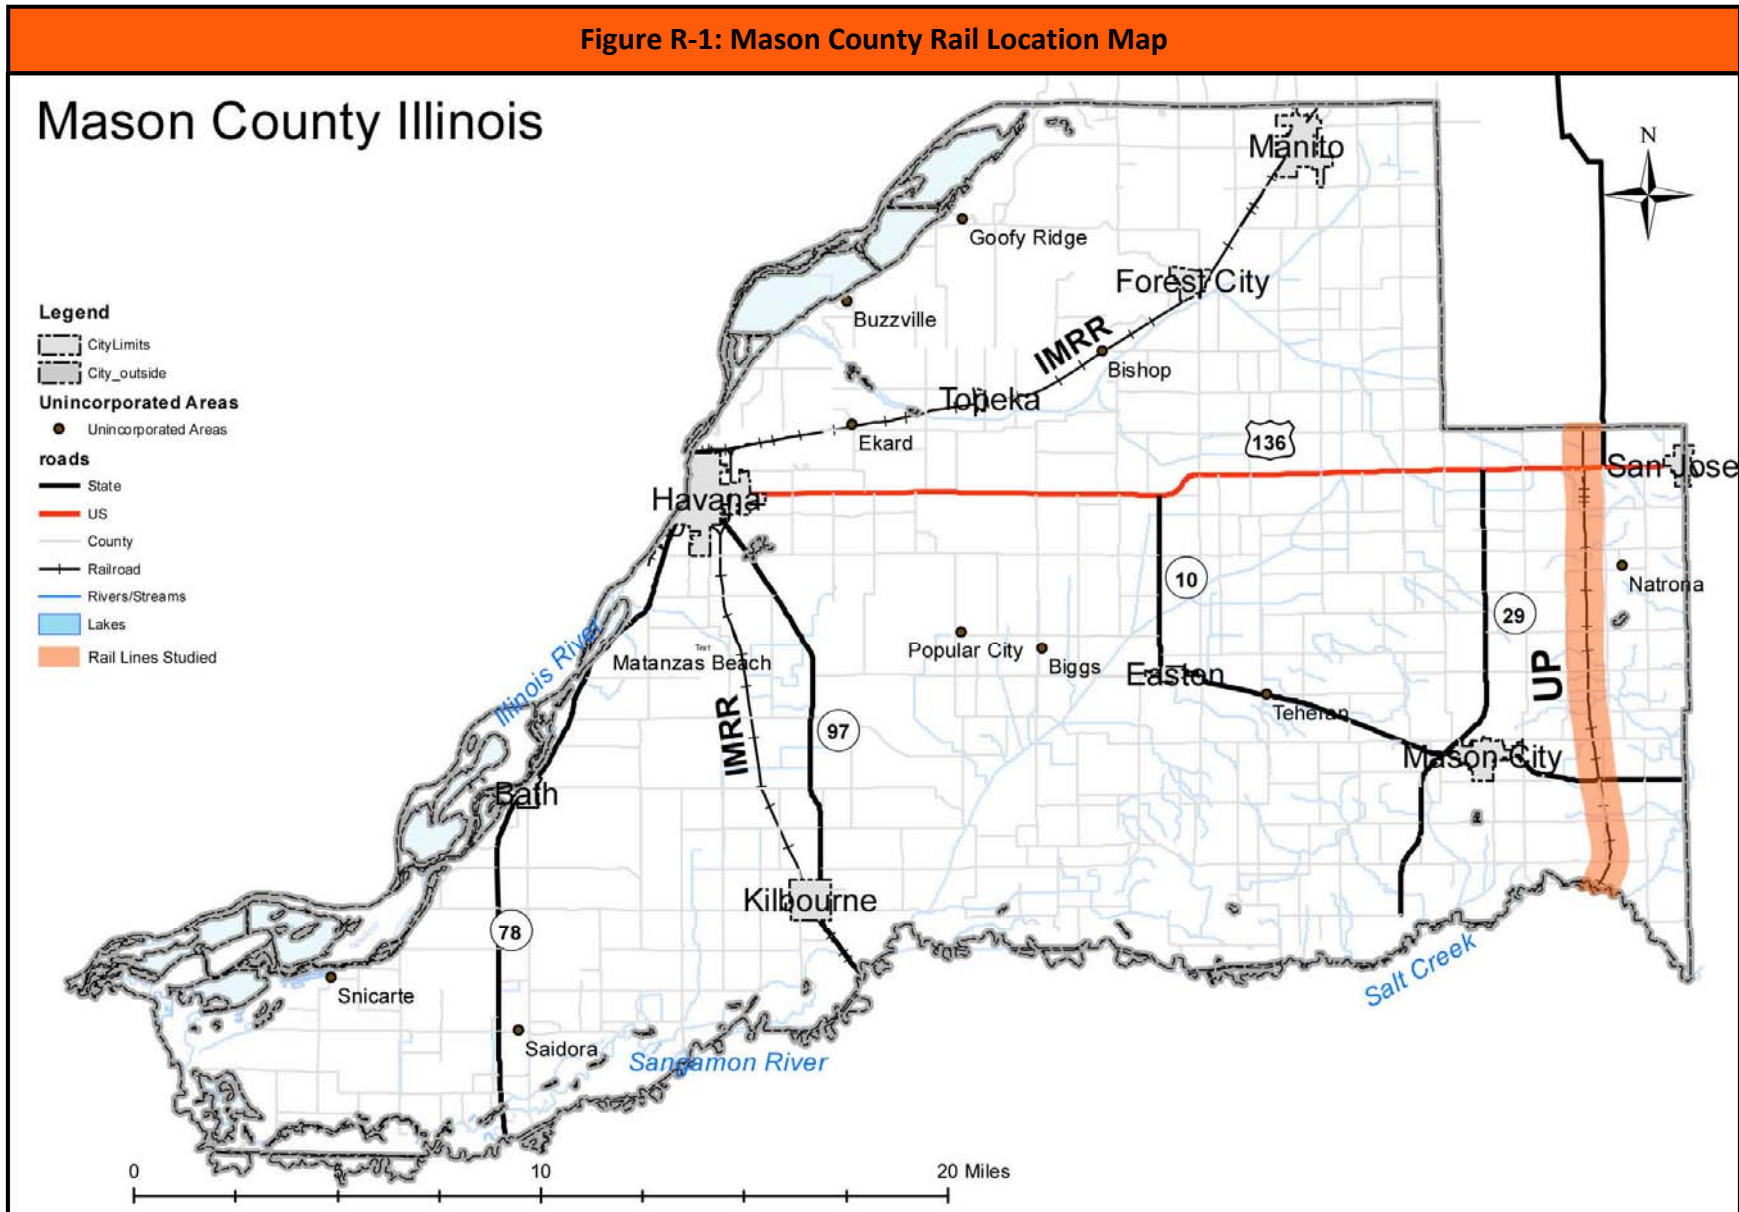 Figure R-1: Mason County Rail Location Map
Mason County Illinois
N
Manito
Goofy Ridge
Forest City
Buzzville
IMRR
Bishop
Topeka
Ekard
136
San Jose
Havana
Legend
CityLimits
City_outside
Unincorporated Areas
Unincorporated Areas
roads
State
US
County
Railroad
Rivers/Streams
Lakes
Rail Lines Studied
10
29
Natrona
Illinois River
Text
Matanzas Beach
Popular City
Biggs
Easton
UP
Teheran
IMRR
97
Mason City
Bath
Kilbourne
78
Snicarte
Salt Creek
Saidora
Sangamon River
0 5 10 20 Miles